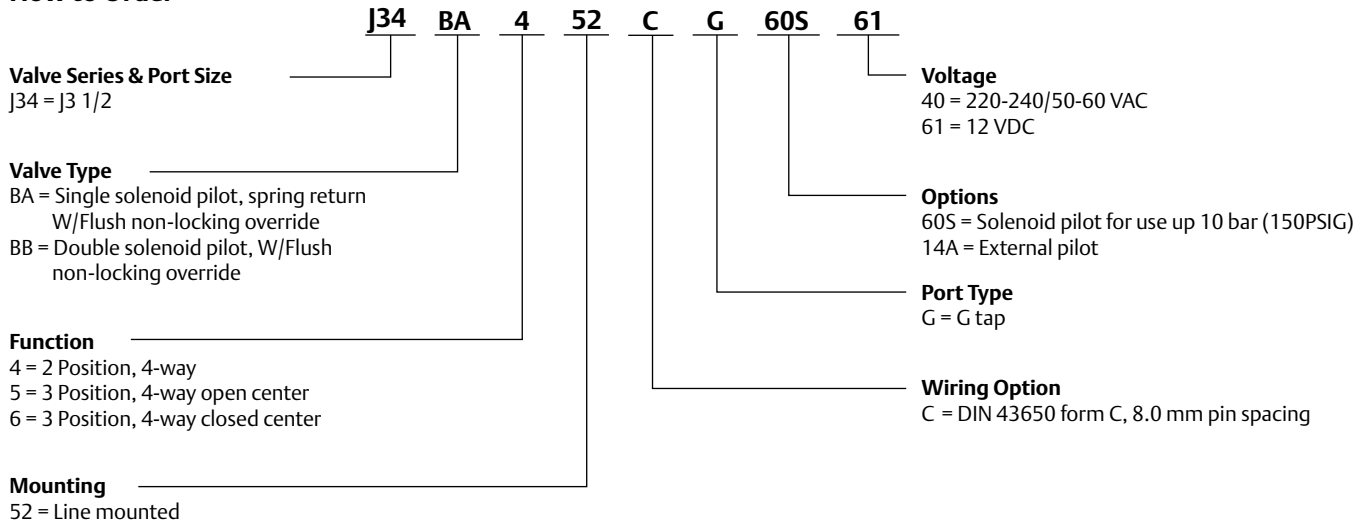 J34 BA 4 52 C G 60S 61
Valve Series & Port Size
J34 = J3 1/2
Valve Type
BA = Single solenoid pilot, spring return
W/Flush non-locking override
BB = Double solenoid pilot, W/Flush
non-locking override
Function
4 = 2 Position, 4-way
5 = 3 Position, 4-way open center
6 = 3 Position, 4-way closed center
Mounting
52 = Line mounted
Voltage
40 = 220-240/50-60 VAC
61 = 12 VDC
Options
60S = Solenoid pilot for use up 10 bar (150PSIG)
14A = External pilot
Port Type
G = G tap
Wiring Option
C = DIN 43650 form C, 8.0 mm pin spacing